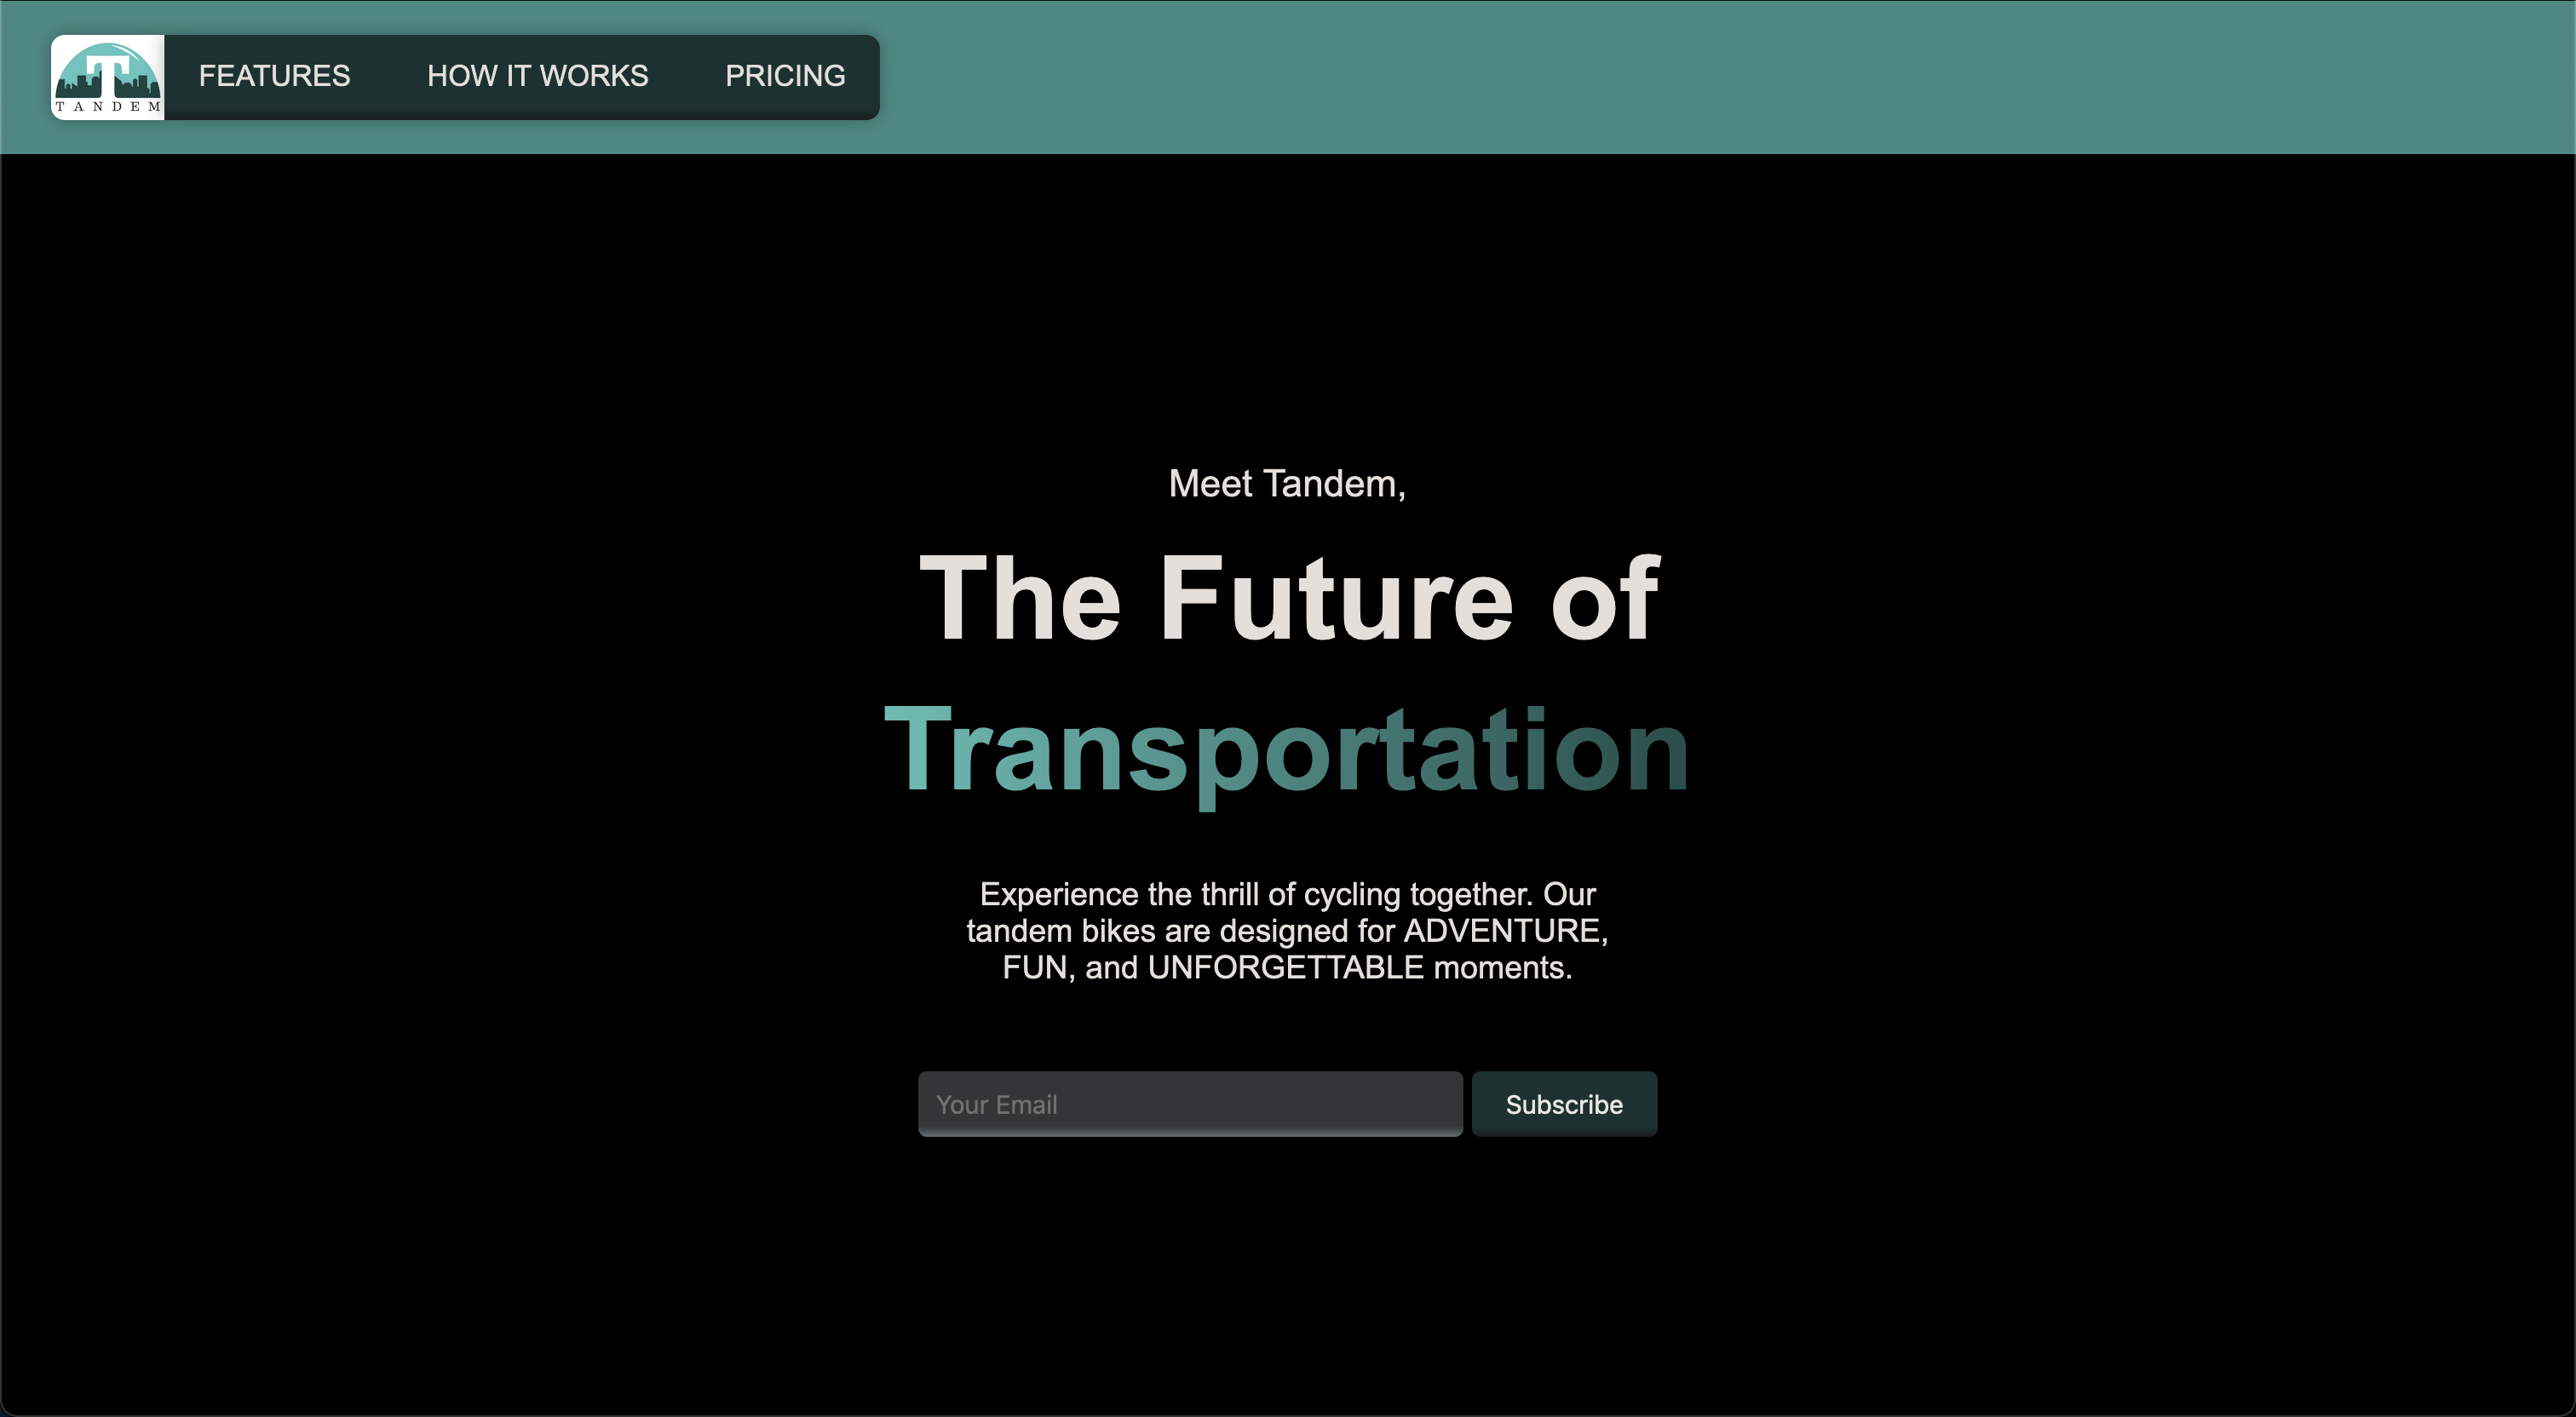 T
TANDEM
FEATURES
HOW IT WORKS
PRICING
Meet Tandem,
The Future of
Transportation
Experience the thrill of cycling together. Our
tandem bikes are designed for ADVENTURE,
FUN, and UNFORGETTABLE moments.
Your Email
Subscribe